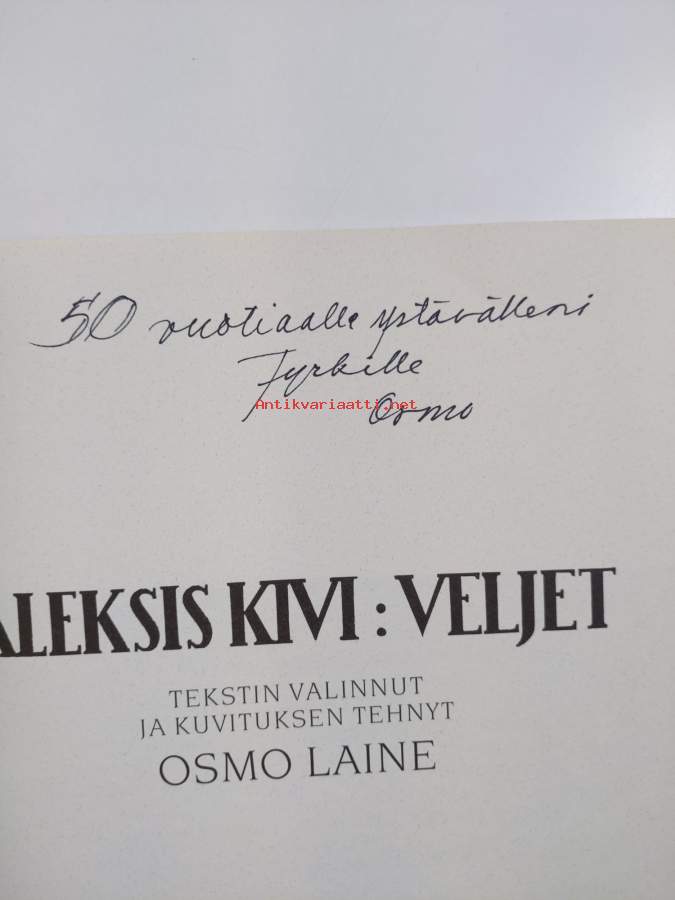 50 vuotiaalle ystävälleni
Jyrkille
Antikvariaatti.net
Osmo
ALEKSIS KIVI : VELJET
TEKSTIN VALINNUT
JA KUVITUKSEN TEHNYT
OSMO LAINE